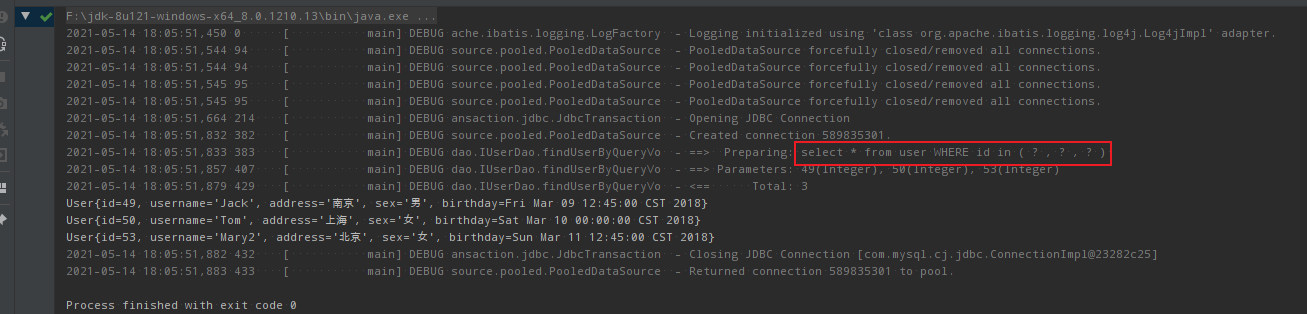 F:\jdk-8u121-windows-x64_8.0.1210.13\bin\java.exe ...
2021-05-14 18:05:51,450 0      [           main] DEBUG ache.ibatis.logging.LogFactory  - Logging initialized using 'class org.apache.ibatis.logging.log4j.Log4jImpl' adapter.
2021-05-14 18:05:51,544 94     [           main] DEBUG source.pooled.PooledDataSource  - PooledDataSource forcefully closed/removed all connections.
2021-05-14 18:05:51,544 94     [           main] DEBUG source.pooled.PooledDataSource  - PooledDataSource forcefully closed/removed all connections.
2021-05-14 18:05:51,545 95     [           main] DEBUG source.pooled.PooledDataSource  - PooledDataSource forcefully closed/removed all connections.
2021-05-14 18:05:51,545 95     [           main] DEBUG source.pooled.PooledDataSource  - PooledDataSource forcefully closed/removed all connections.
2021-05-14 18:05:51,664 214    [           main] DEBUG ansaction.jdbc.JdbcTransaction  - Opening JDBC Connection
2021-05-14 18:05:51,832 382    [           main] DEBUG source.pooled.PooledDataSource  - Created connection 589835301.
2021-05-14 18:05:51,833 383    [           main] DEBUG dao.IUserDao.findUserByQueryVo  - ==>  Preparing: select * from user WHERE id in ( ? , ? , ? )
2021-05-14 18:05:51,857 407    [           main] DEBUG dao.IUserDao.findUserByQueryVo  - ==> Parameters: 49(Integer), 50(Integer), 53(Integer)
2021-05-14 18:05:51,879 429    [           main] DEBUG dao.IUserDao.findUserByQueryVo  - <==      Total: 3
User{id=49, username='Jack', address='南京', sex='男', birthday=Fri Mar 09 12:45:00 CST 2018}
User{id=50, username='Tom', address='上海', sex='女', birthday=Sat Mar 10 00:00:00 CST 2018}
User{id=53, username='Mary2', address='北京', sex='女', birthday=Sun Mar 11 12:45:00 CST 2018}
2021-05-14 18:05:51,882 432    [           main] DEBUG ansaction.jdbc.JdbcTransaction  - Closing JDBC Connection [com.mysql.cj.jdbc.ConnectionImpl@23282c25]
2021-05-14 18:05:51,883 433    [           main] DEBUG source.pooled.PooledDataSource  - Returned connection 589835301 to pool.
Process finished with exit code 0